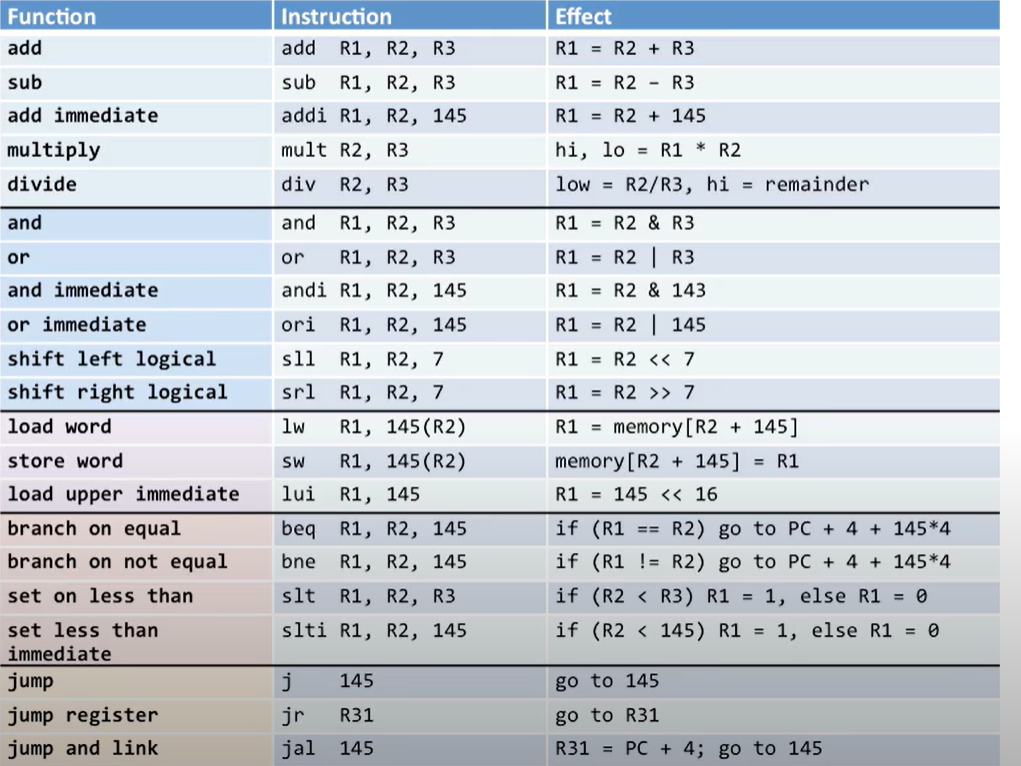 Function Instruction Effect
add add R1, R2, R3 R1 = R2 + R3
sub sub R1, R2, R3 R1 = R2 – R3
add immediate addi R1, R2, 145 R1 = R2 + 145
multiply mult R2, R3 hi, lo = R1 * R2
divide div R2, R3 low = R2/R3, hi = remainder
and and R1, R2, R3 R1 = R2 & R3
or or R1, R2, R3 R1 = R2 | R3
and immediate andi R1, R2, 145 R1 = R2 & 143
or immediate ori R1, R2, 145 R1 = R2 | 145
shift left logical sll R1, R2, 7 R1 = R2 << 7
shift right logical srl R1, R2, 7 R1 = R2 >> 7
load word lw R1, 145(R2) R1 = memory[R2 + 145]
store word sw R1, 145(R2) memory[R2 + 145] = R1
load upper immediate lui R1, 145 R1 = 145 << 16
branch on equal beq R1, R2, 145 if (R1 == R2) go to PC + 4 + 145*4
branch on not equal bne R1, R2, 145 if (R1 != R2) go to PC + 4 + 145*4
set on less than slt R1, R2, R3 if (R2 < R3) R1 = 1, else R1 = 0
set less than slti R1, R2, 145 if (R2 < 145) R1 = 1, else R1 = 0
immediate
jump j 145 go to 145
jump register jr R31 go to R31
jump and link jal 145 R31 = PC + 4; go to 145